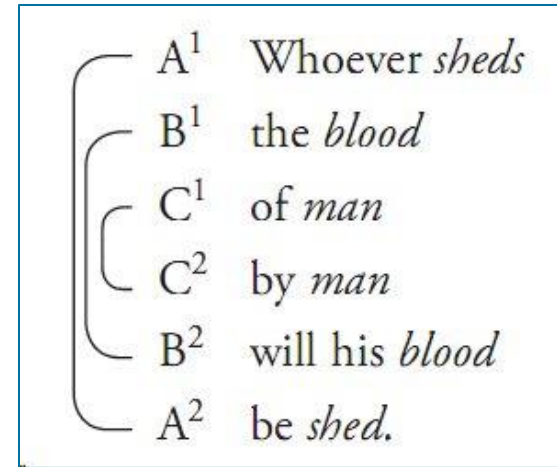 A¹ Whoever sheds
B¹ the blood
C¹ of man
C² by man
B² will his blood
A² be shed.